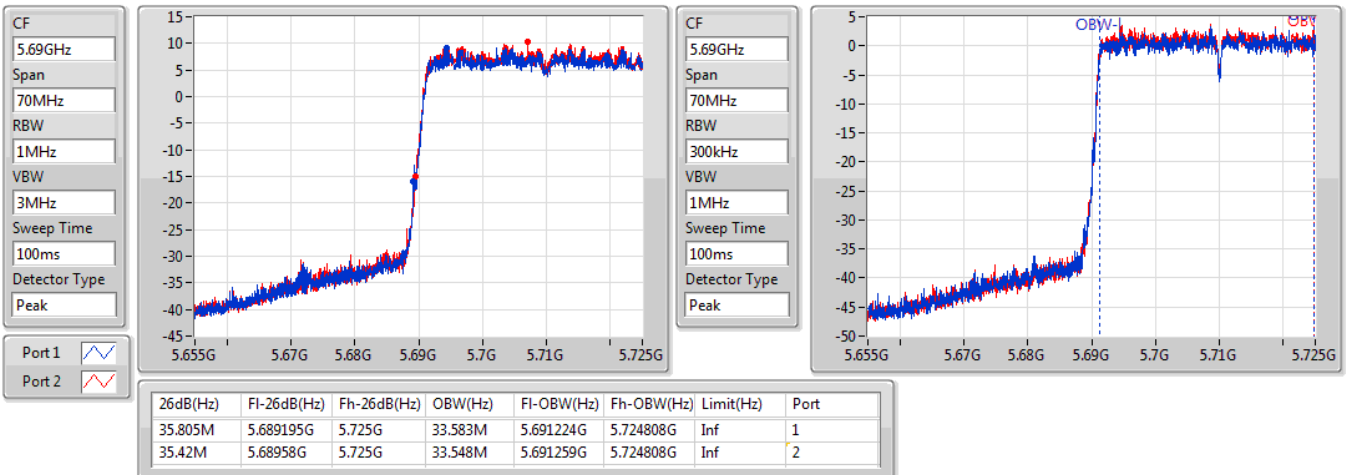 CF
5.69GHz
Span
70MHz
RBW
1MHz
VBW
3MHz
Sweep Time
100ms
Detector Type
Peak
Port 1
Port 2
15
10
5
0
-5
-10
-15
-20
-25
-30
-35
-40
-45
5.655G 5.67G 5.68G 5.69G 5.7G 5.71G 5.725G
CF
5.69GHz
Span
70MHz
RBW
300kHz
VBW
1MHz
Sweep Time
100ms
Detector Type
Peak
OBW-
5
0
-5
-10
-15
-20
-25
-30
-35
-40
-45
-50
5.655G 5.67G 5.68G 5.69G 5.7G 5.71G 5.725G
26dB(Hz) Fl-26dB(Hz) Fh-26dB(Hz) OBW(Hz) Fl-OBW(Hz) Fh-OBW(Hz) Limit(Hz) Port
35.805M 5.689195G 5.725G 33.583M 5.691224G 5.724808G Inf 1
35.42M 5.68958G 5.725G 33.548M 5.691259G 5.724808G Inf 2